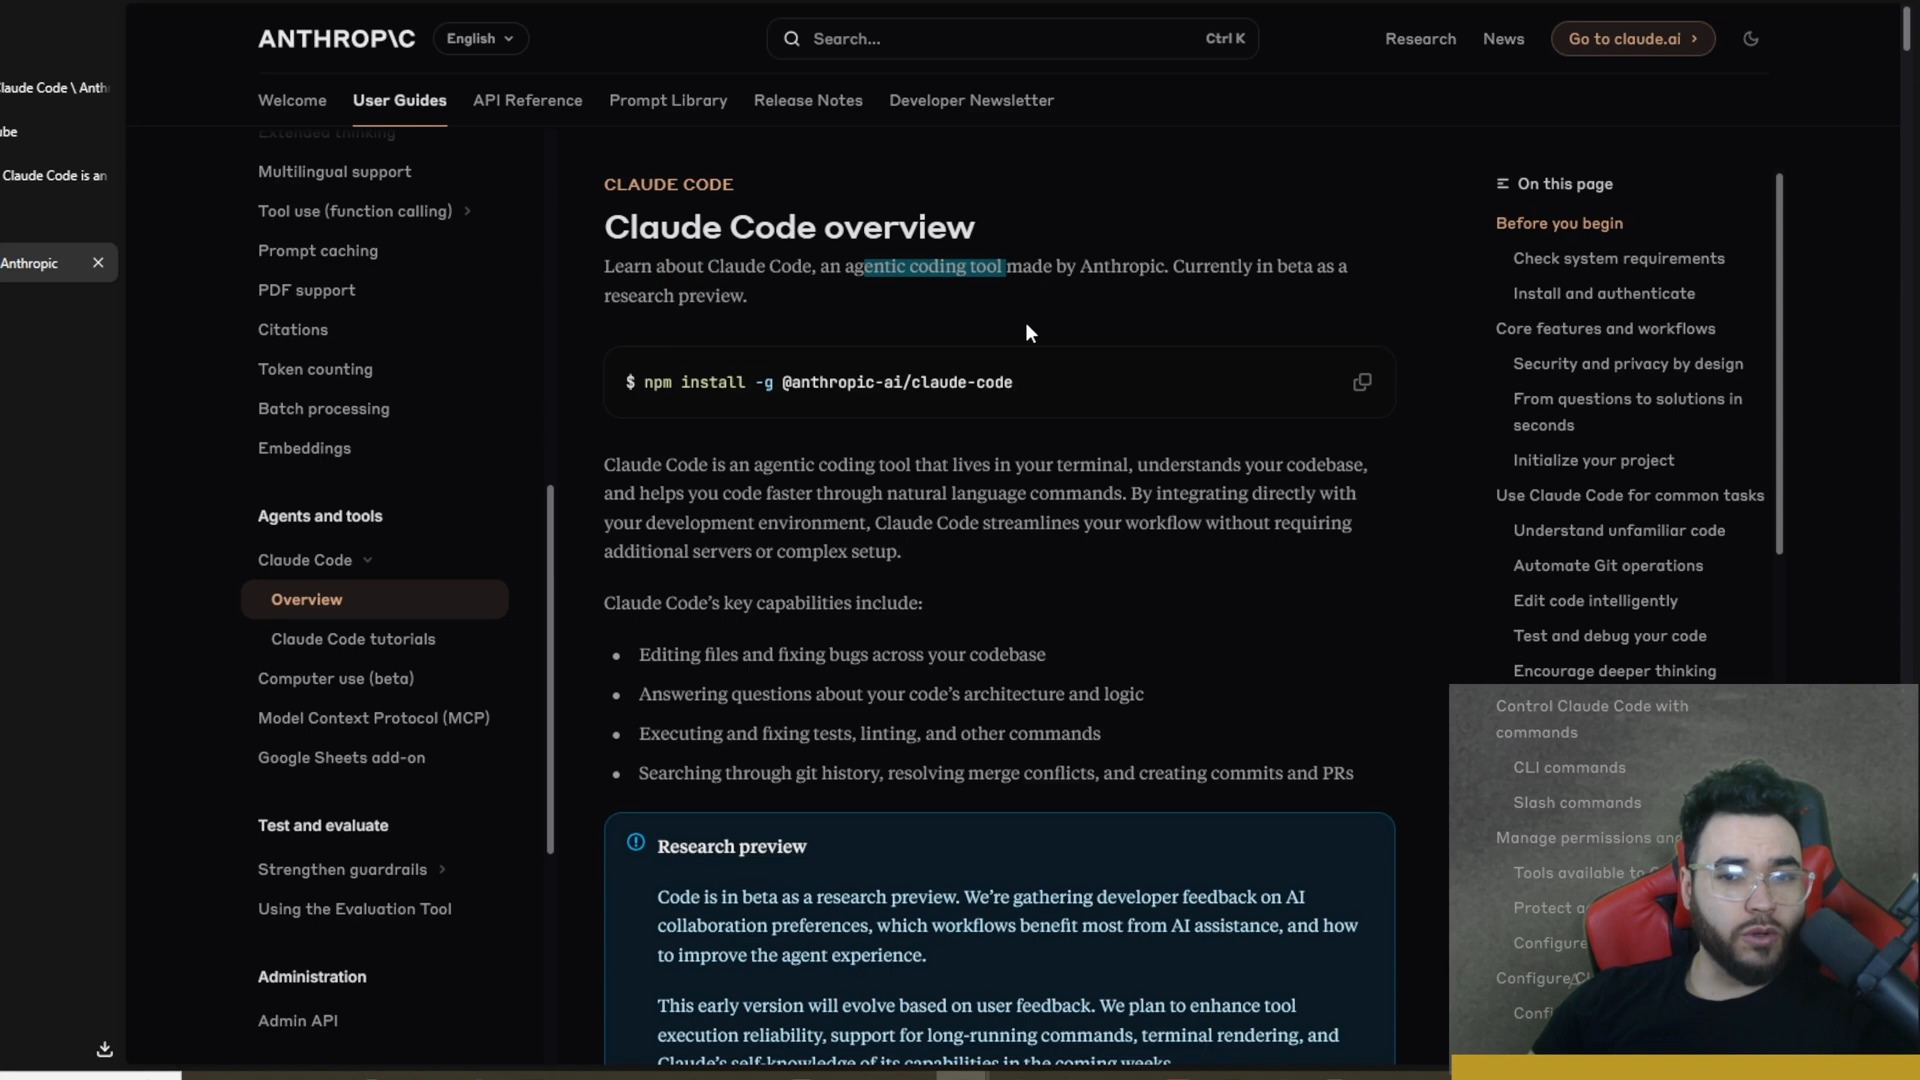 ANTHROP\C
English
Search...
Ctrl K
Research
News
Go to claude.ai
Welcome
User Guides
API Reference
Prompt Library
Release Notes
Developer Newsletter
laude Code \ Anth
ube
Claude Code is an
Anthropic
Extended thinking
Multilingual support
Tool use (function calling)
Prompt caching
PDF support
Citations
Token counting
Batch processing
Embeddings
Agents and tools
Claude Code
Overview
Claude Code tutorials
Computer use (beta)
Model Context Protocol (MCP)
Google Sheets add-on
Test and evaluate
Strengthen guardrails
Using the Evaluation Tool
Administration
Admin API
CLAUDE CODE
Claude Code overview
Learn about Claude Code, an agentic coding tool made by Anthropic. Currently in beta as a
research preview.
$ npm install -g @anthropic-ai/claude-code
Claude Code is an agentic coding tool that lives in your terminal, understands your codebase,
and helps you code faster through natural language commands. By integrating directly with
your development environment, Claude Code streamlines your workflow without requiring
additional servers or complex setup.
Claude Code’s key capabilities include:
• Editing files and fixing bugs across your codebase
• Answering questions about your code’s architecture and logic
• Executing and fixing tests, linting, and other commands
• Searching through git history, resolving merge conflicts, and creating commits and PRs
Research preview
Code is in beta as a research preview. We’re gathering developer feedback on AI
collaboration preferences, which workflows benefit most from AI assistance, and how
to improve the agent experience.
This early version will evolve based on user feedback. We plan to enhance tool
execution reliability, support for long-running commands, terminal rendering, and
Claude’s self-knowledge of its capabilities in the coming weeks.
On this page
Before you begin
Check system requirements
Install and authenticate
Core features and workflows
Security and privacy by design
From questions to solutions in
seconds
Initialize your project
Use Claude Code for common tasks
Understand unfamiliar code
Automate Git operations
Edit code intelligently
Test and debug your code
Encourage deeper thinking
Control Claude Code with
commands
CLI commands
Slash commands
Manage permissions and
Tools available to
Protect a
Configure
Configure Cl
Conf